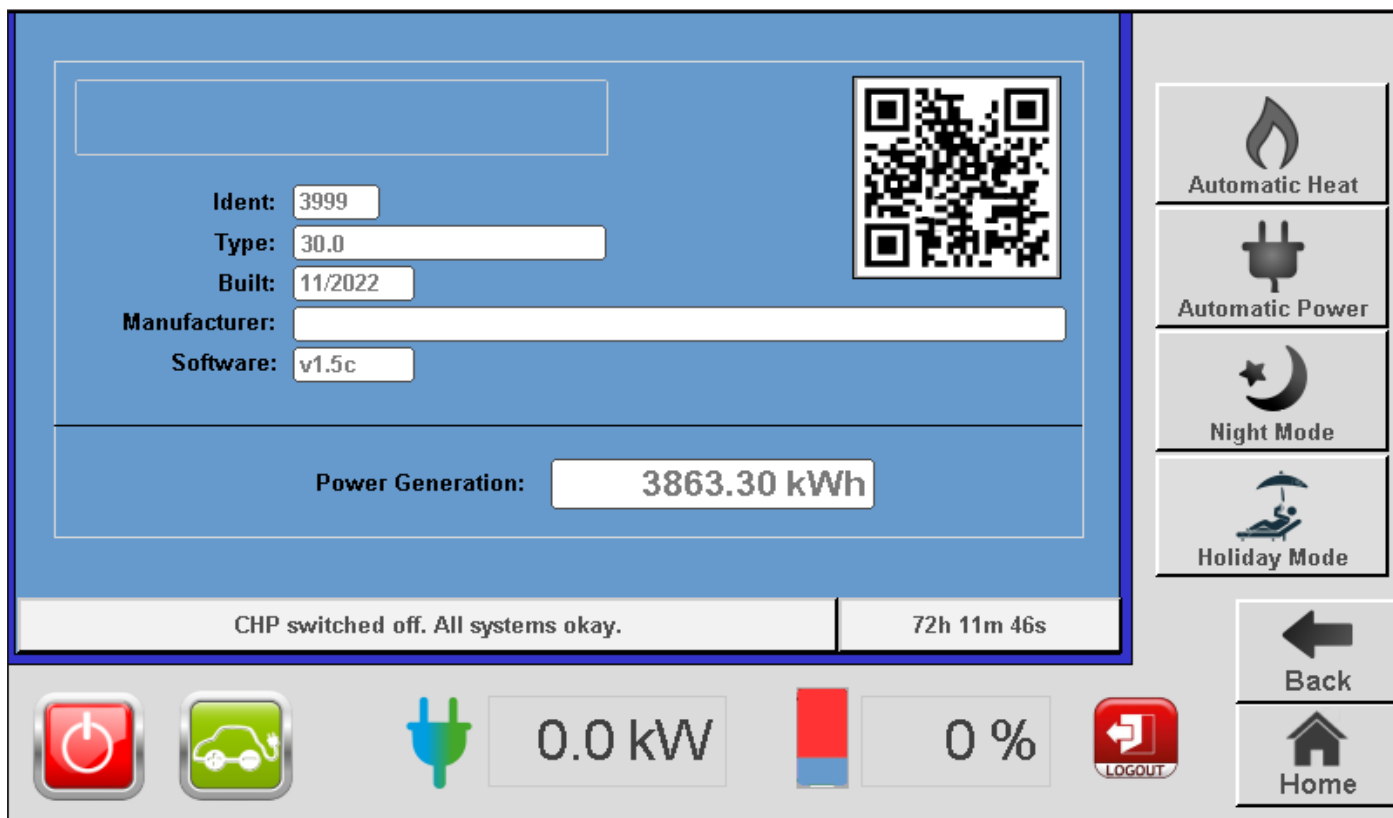 Ident: 3999
Type: 30.0
Built: 11/2022
Manufacturer:
Software: v1.5c
Power Generation: 3863.30 kWh
CHP switched off. All systems okay. 72h 11m 46s
Automatic Heat
Automatic Power
Night Mode
Holiday Mode
Back
Home
0.0 kW 0 % LOGOUT